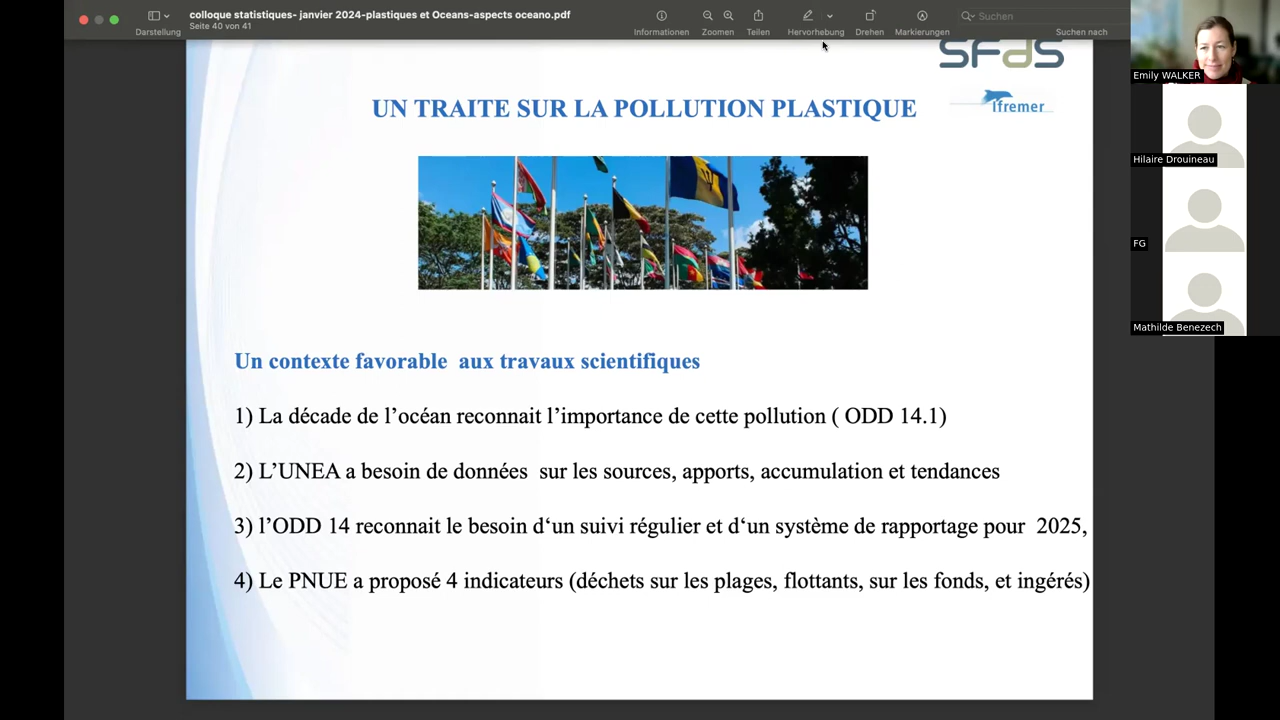 colloque statistiques- janvier 2024-plastiques et Oceans-aspects oceano.pdf
Seite 40 von 41
Darstellung
Informationen
Zoomen
Teilen
Hervorhebung
Drehen
Markierungen
Suchen
Suchen nach
SFdS
Ifremer
UN TRAITE SUR LA POLLUTION PLASTIQUE
Un contexte favorable  aux travaux scientifiques
1) La décade de l’océan reconnait l’importance de cette pollution ( ODD 14.1)
2) L’UNEA a besoin de données  sur les sources, apports, accumulation et tendances
3) l’ODD 14 reconnait le besoin d‘un suivi régulier et d‘un système de rapportage pour  2025,
4) Le PNUE a proposé 4 indicateurs (déchets sur les plages, flottants, sur les fonds, et ingérés)
Emily WALKER
Hilaire Drouineau
FG
Mathilde Benezech